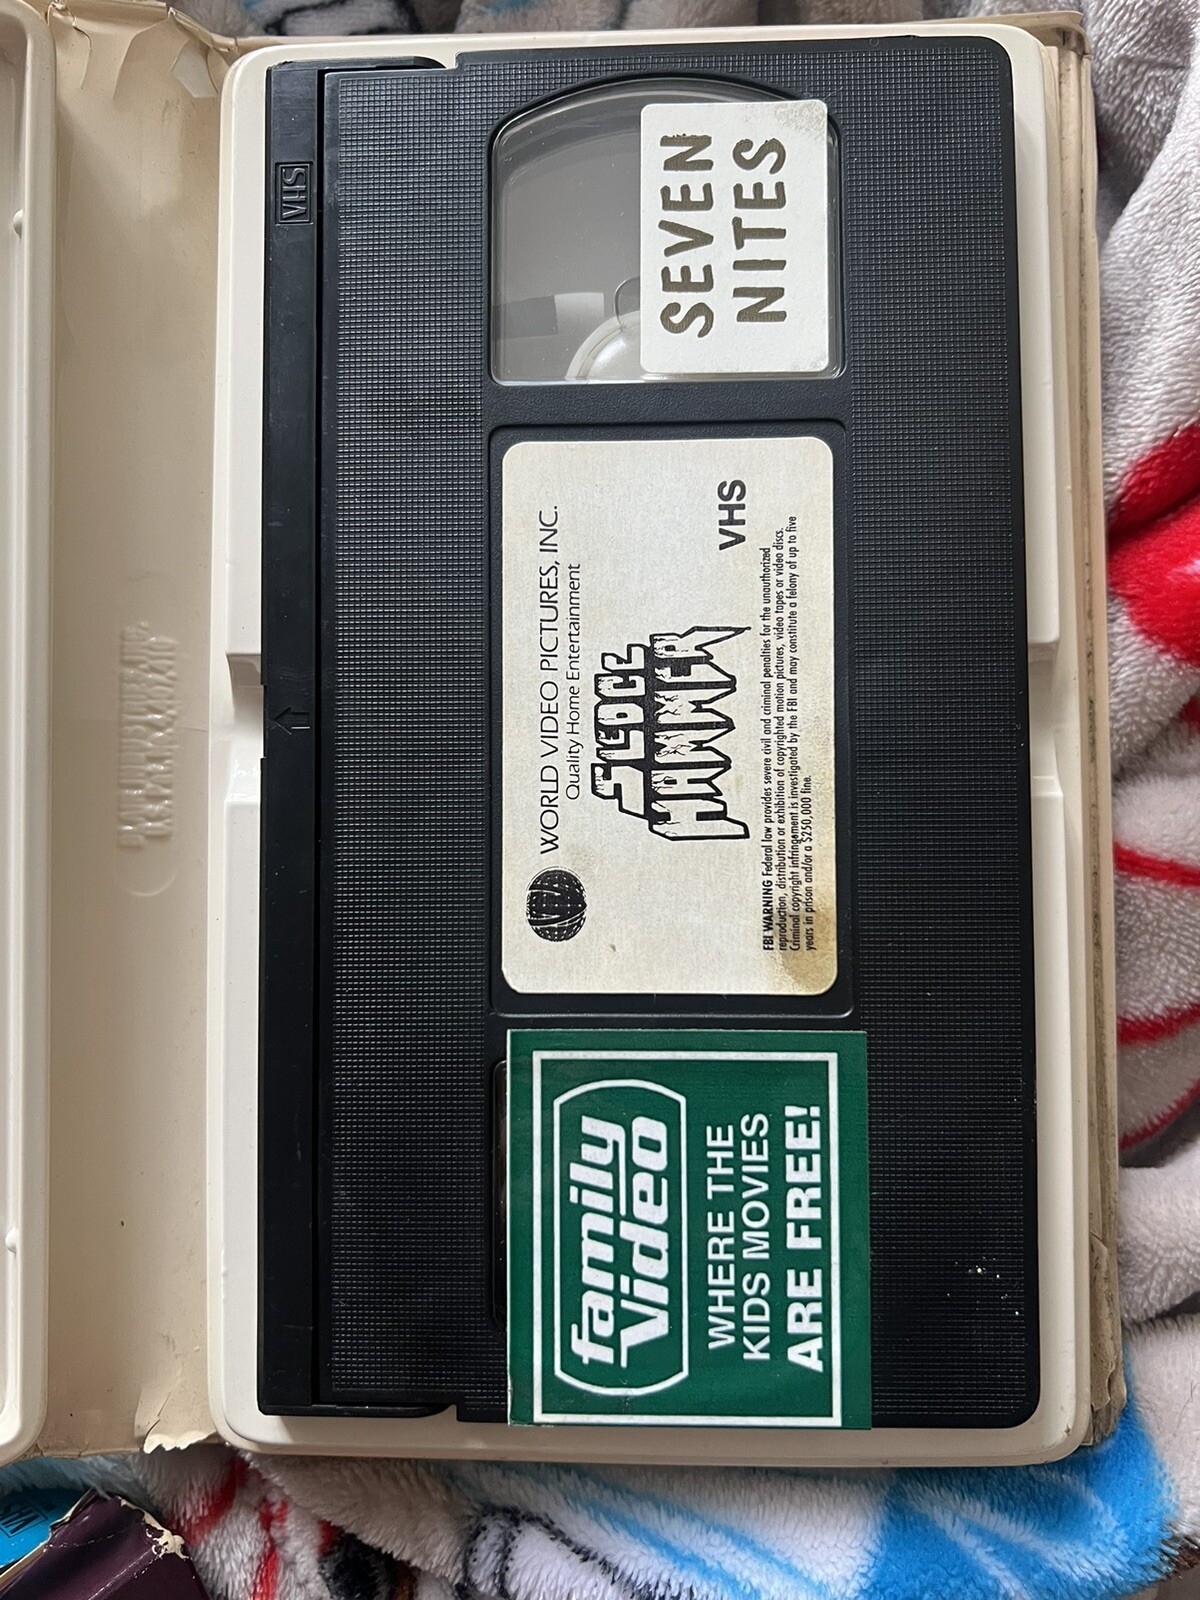 VHS
SEVEN
NITES
WORLD VIDEO PICTURES, INC.
Quality Home Entertainment
SLEDGE
HAMMER
VHS
FBI WARNING Federal law provides severe civil and criminal penalties for the unauthorized
reproduction, distribution or exhibition of copyrighted motion pictures, video tapes or video discs.
Criminal copyright infringement is investigated by the FBI and may constitute a felony of up to five
years in prison and/or a $250,000 fine.
family
Video
WHERE THE
KIDS MOVIES
ARE FREE!